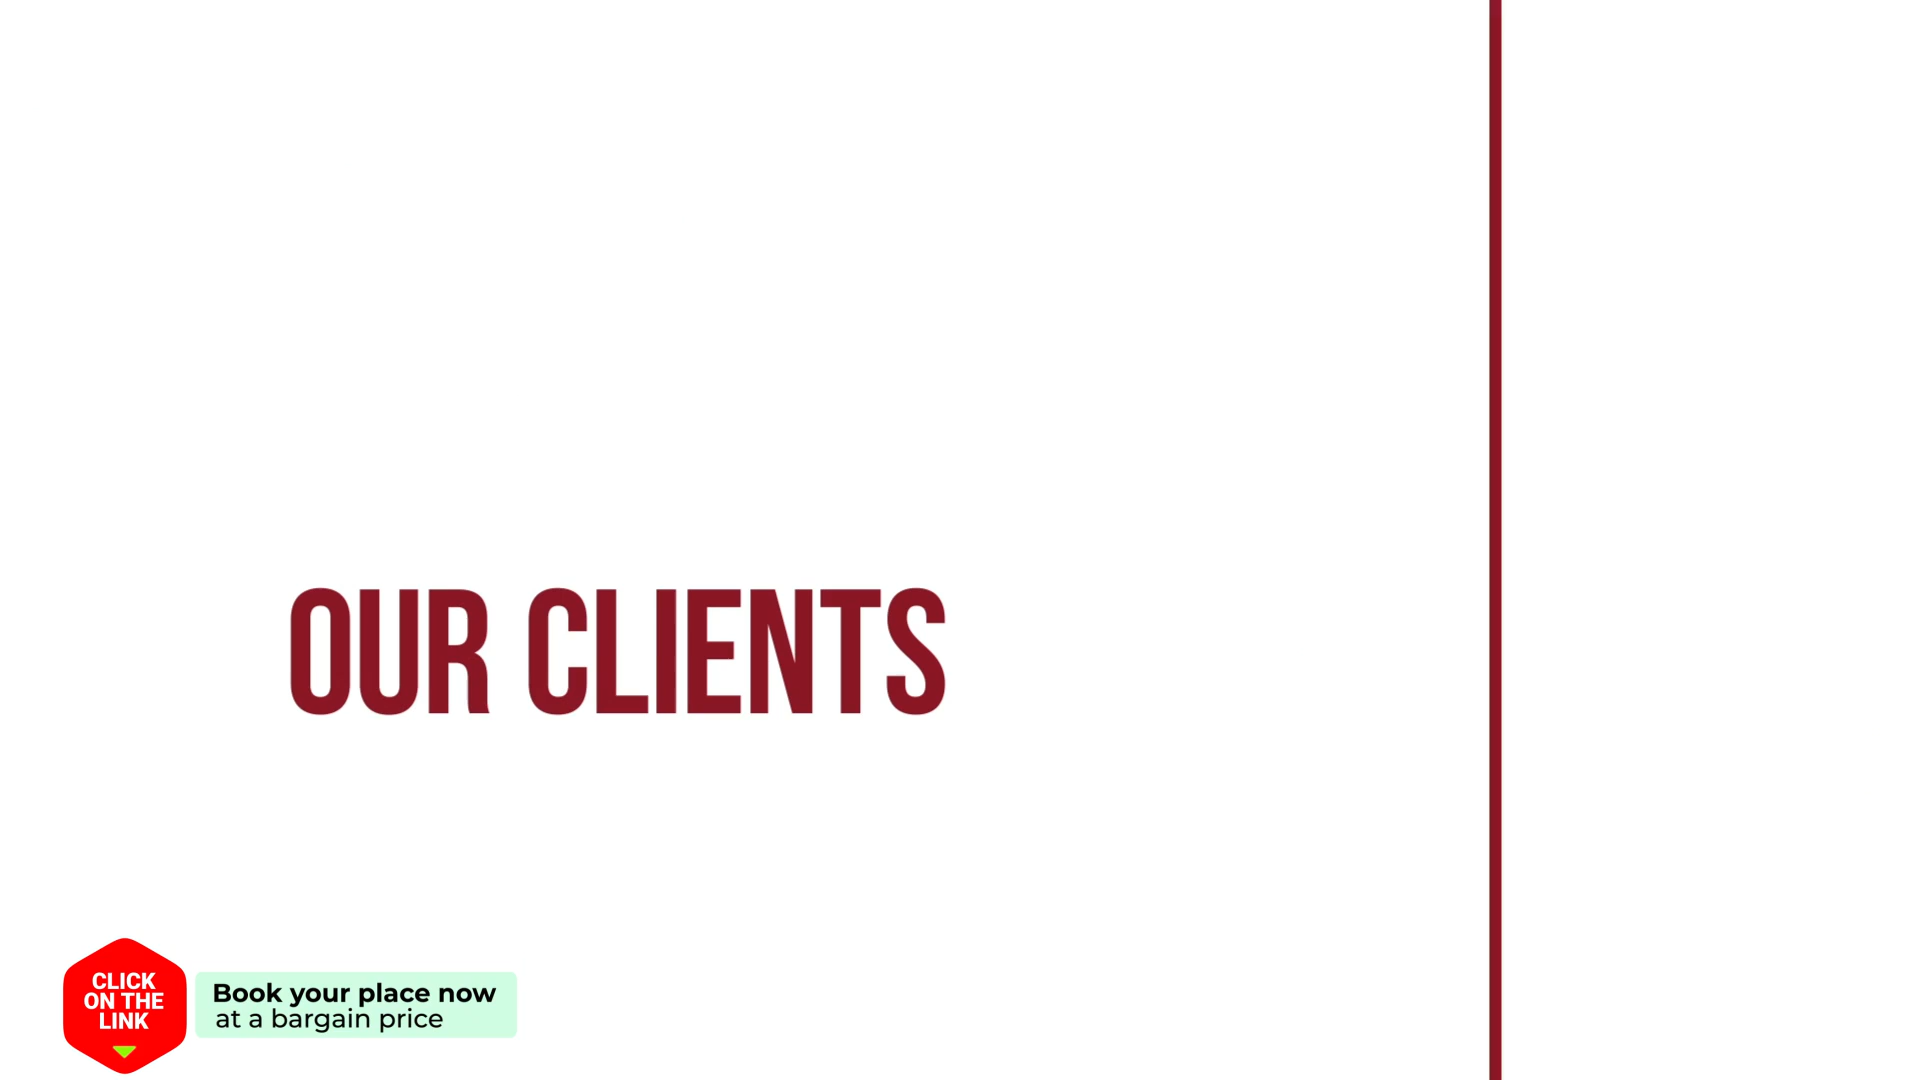 OUR CLIENTS
CLICK
ON THE
LINK
Book your place now
at a bargain price